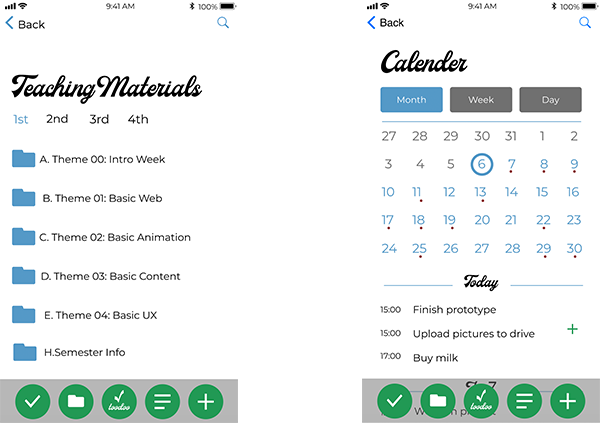 9:41 AM
100%
Back
Teaching Materials
1st 2nd 3rd 4th
A. Theme 00: Intro Week
B. Theme 01: Basic Web
C. Theme 02: Basic Animation
D. Theme 03: Basic Content
E. Theme 04: Basic UX
H.Semester Info
toodoo
9:41 AM
100%
Back
Calender
Month Week Day
27 28 29 30 31 1 2
3 4 5 6 7 8 9
10 11 12 13 14 15 16
17 18 19 20 21 22 23
24 25 26 27 28 29 30
Today
15:00 Finish prototype
15:00 Upload pictures to drive
17:00 Buy milk
toodoo